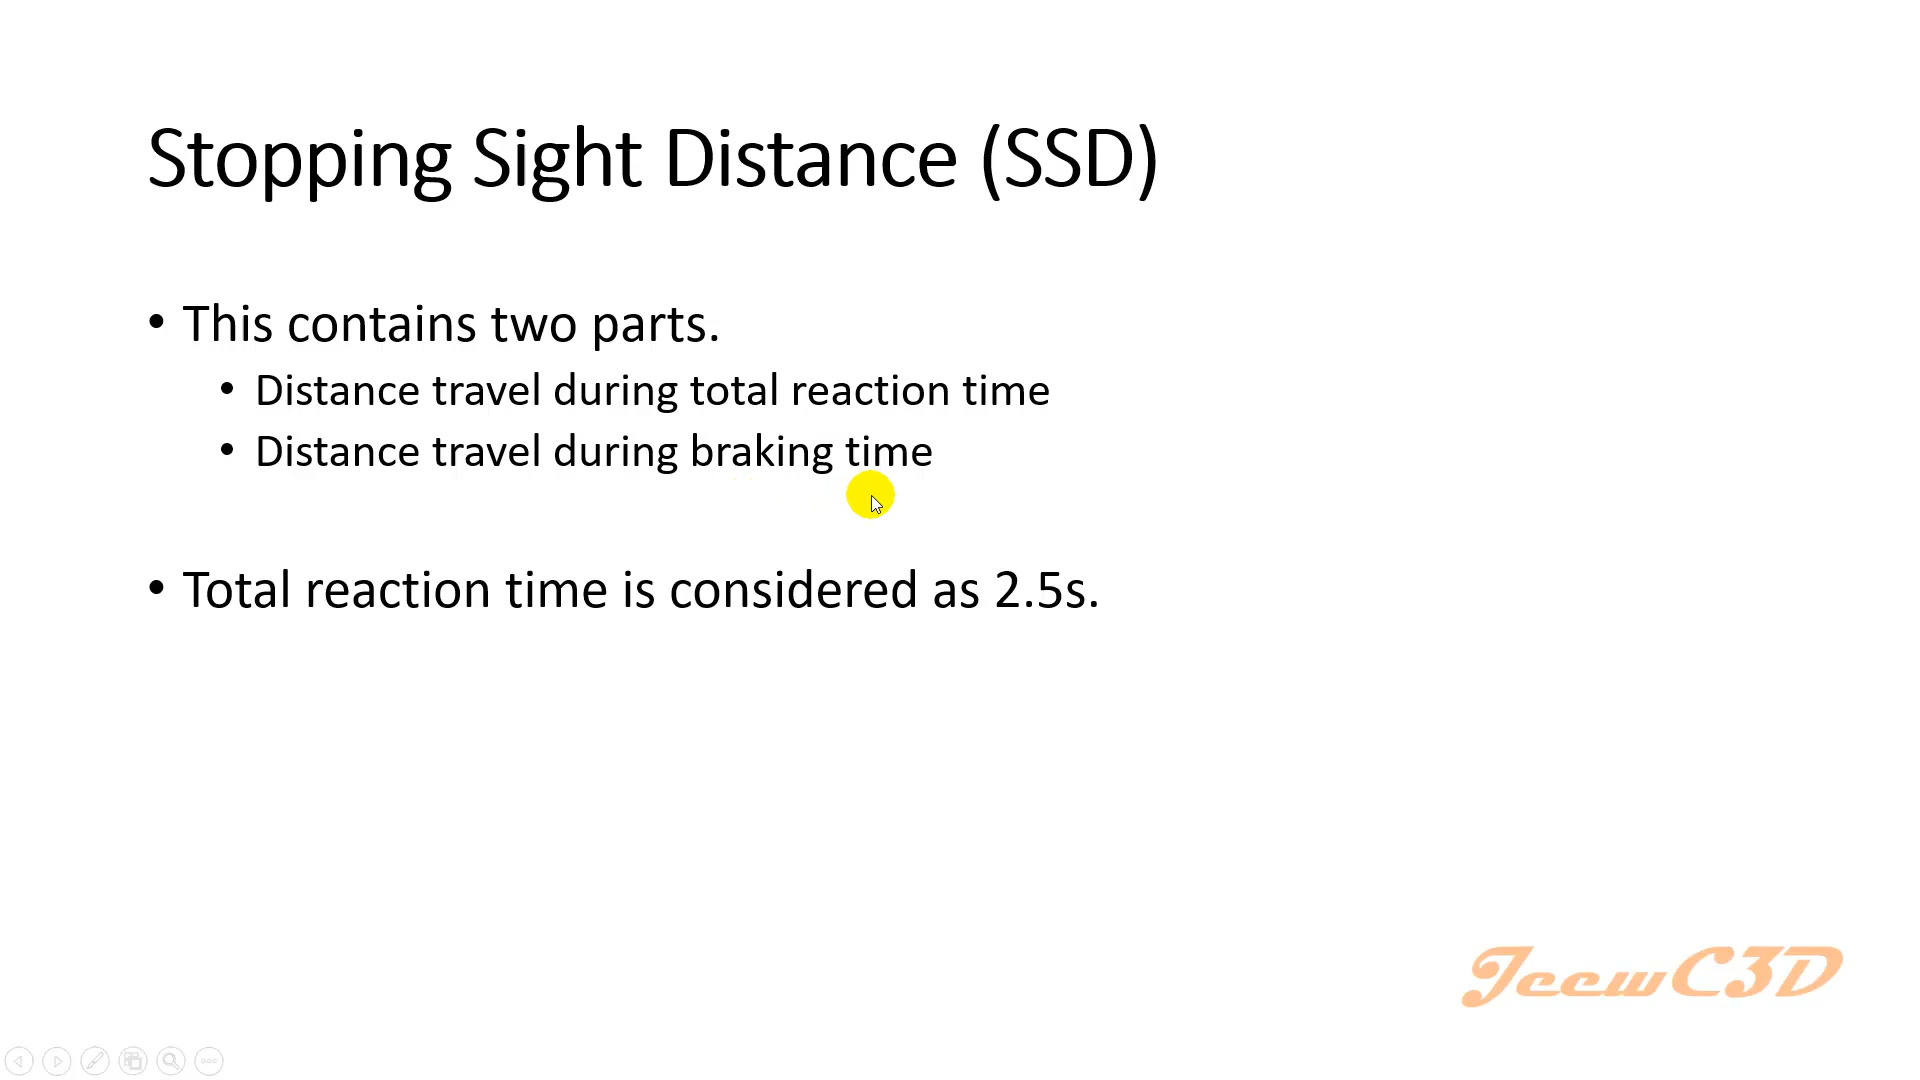 Stopping Sight Distance (SSD)
• This contains two parts.
• Distance travel during total reaction time
• Distance travel during braking time
• Total reaction time is considered as 2.5s.
JeewC3D